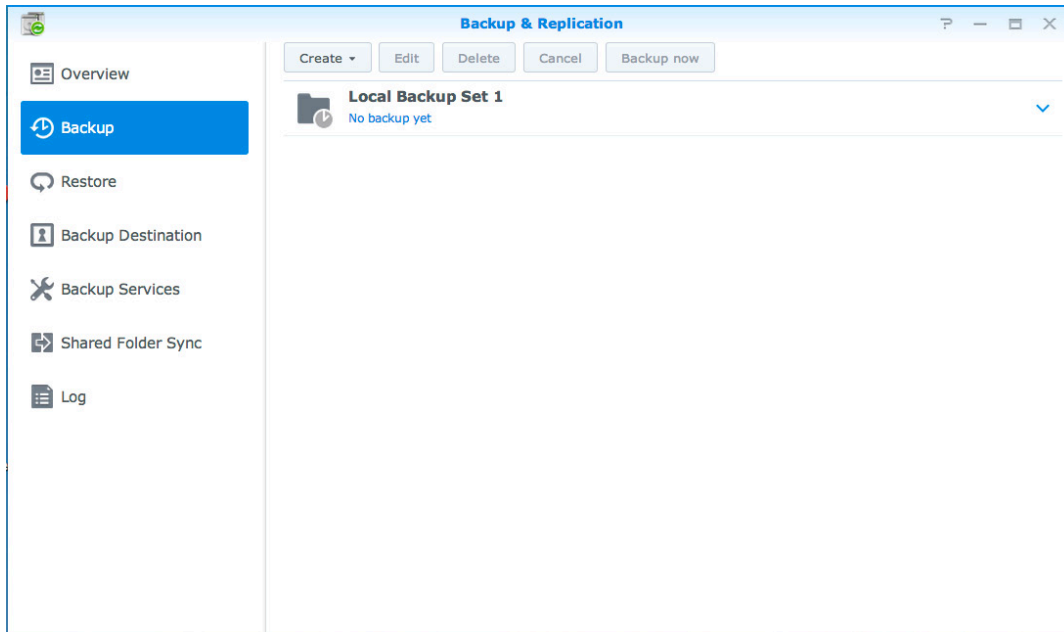 Backup & Replication
Overview
Backup
Restore
Backup Destination
Backup Services
Shared Folder Sync
Log
Create Edit Delete Cancel Backup now
Local Backup Set 1
No backup yet